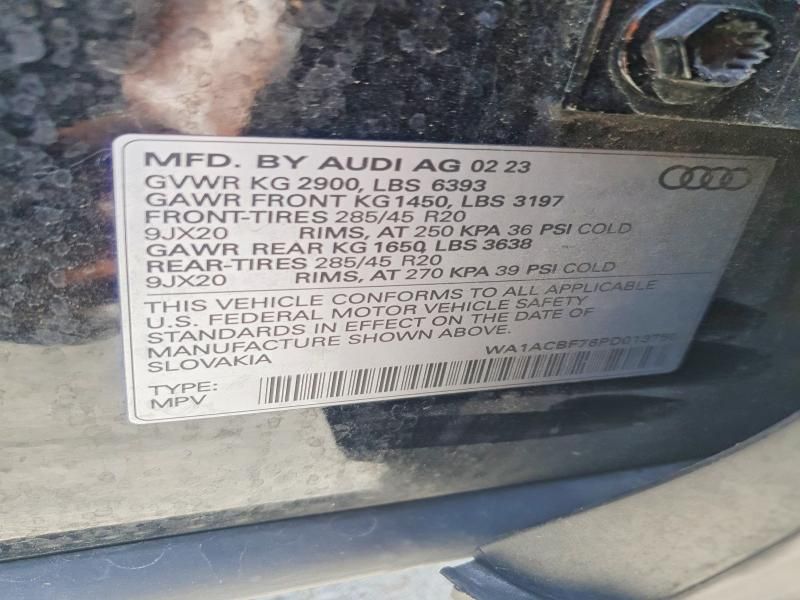 MFD. BY AUDI AG 02 23
GVWR KG 2900, LBS 6393
GAWR FRONT KG 1450, LBS 3197
FRONT-TIRES 285/45 R20
9JX20 RIMS, AT 250 KPA 36 PSI COLD
GAWR REAR KG 1650, LBS 3638
REAR-TIRES 285/45 R20
9JX20 RIMS, AT 270 KPA 39 PSI COLD
THIS VEHICLE CONFORMS TO ALL APPLICABLE
U.S. FEDERAL MOTOR VEHICLE SAFETY
STANDARDS IN EFFECT ON THE DATE OF
MANUFACTURE SHOWN ABOVE.
SLOVAKIA
TYPE:
MPV